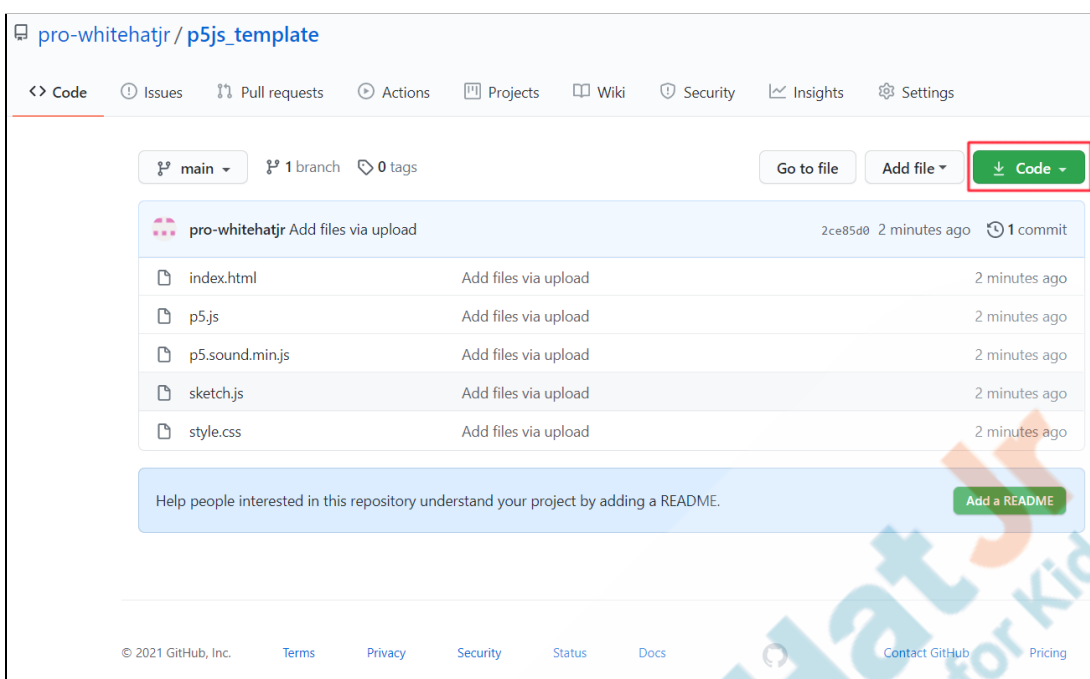 pro-whitehatjr / p5js_template
Code Issues Pull requests Actions Projects Wiki Security Insights Settings
main 1 branch 0 tags Go to file Add file Code
pro-whitehatjr Add files via upload 2ce85d0 2 minutes ago 1 commit
index.html Add files via upload 2 minutes ago
p5.js Add files via upload 2 minutes ago
p5.sound.min.js Add files via upload 2 minutes ago
sketch.js Add files via upload 2 minutes ago
style.css Add files via upload 2 minutes ago
Help people interested in this repository understand your project by adding a README. Add a README
© 2021 GitHub, Inc. Terms Privacy Security Status Docs Contact GitHub Pricing
hat Jr
for Kid